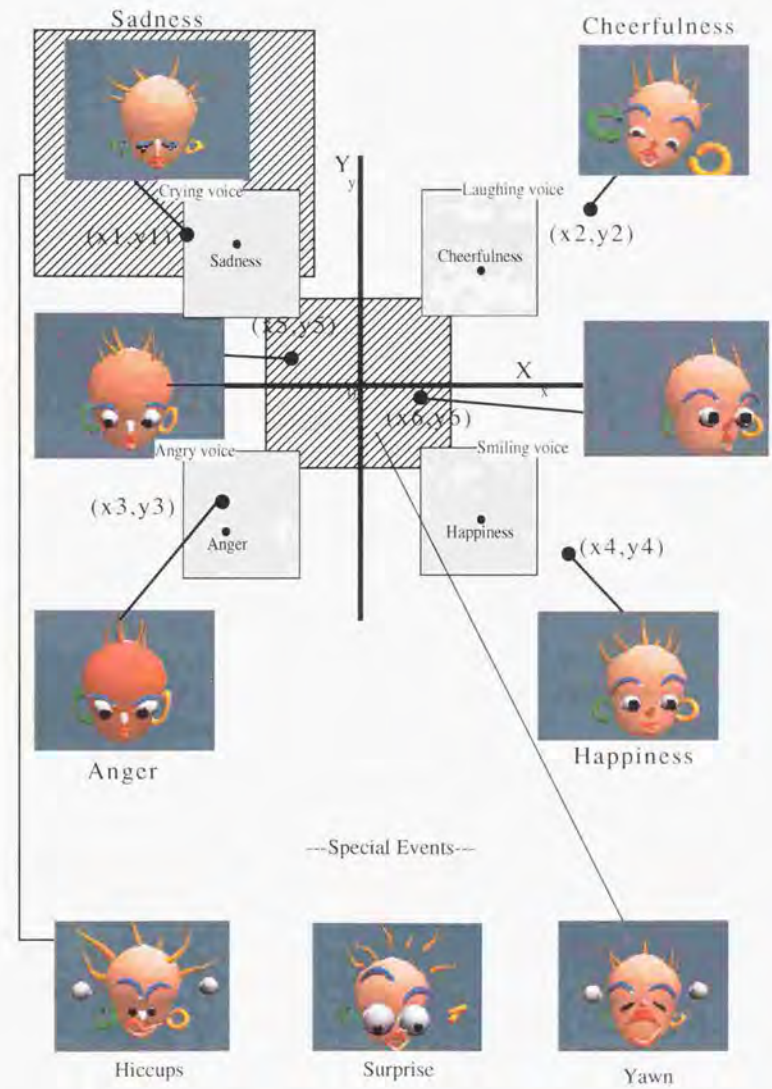 Sadness
Cheerfulness
Y
y
Crying voice
Laughing voice
(x1,y1)
(x2,y2)
Sadness
Cheerfulness
(x5,y5)
X
x
(x6,y6)
Angry voice
Smiling voice
(x3,y3)
Anger
Happiness
(x4,y4)
Anger
Happiness
---Special Events---
Hiccups
Surprise
Yawn